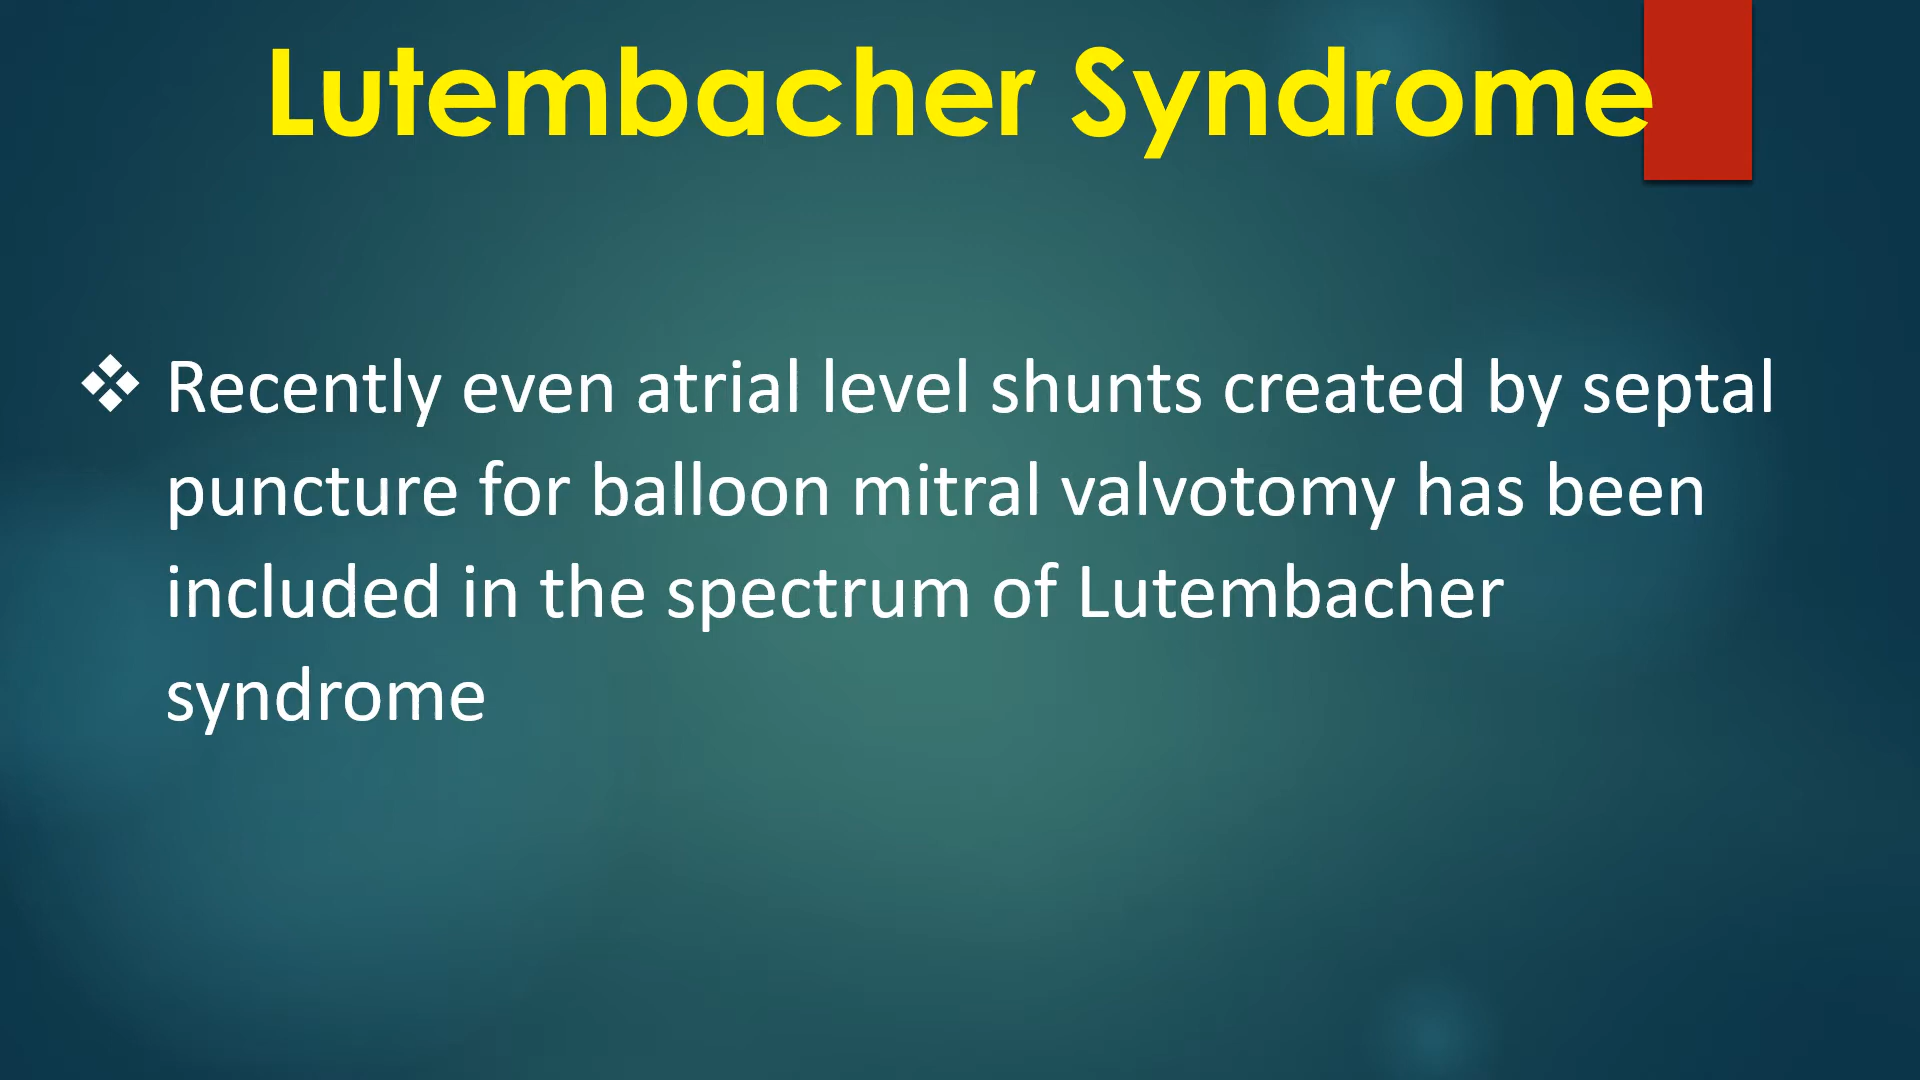 Lutembacher Syndrome
❖ Recently even atrial level shunts created by septal
puncture for balloon mitral valvotomy has been
included in the spectrum of Lutembacher
syndrome